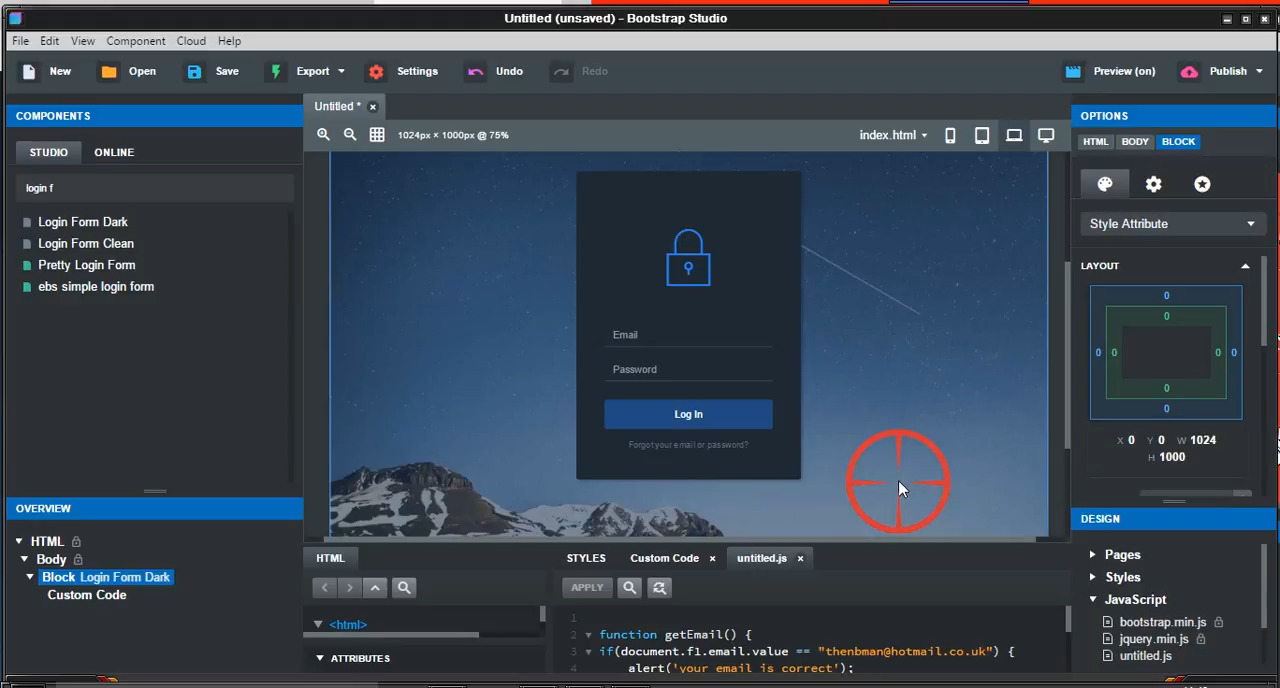 Untitled (unsaved) - Bootstrap Studio
File Edit View Component Cloud Help
New Open Save Export Settings Undo Redo Preview (on) Publish
COMPONENTS
STUDIO ONLINE
login f
Login Form Dark
Login Form Clean
Pretty Login Form
ebs simple login form
OVERVIEW
HTML
Body
Block Login Form Dark
Custom Code
Untitled *
1024px × 1000px @ 75%
index.html
Email
Password
Log In
Forgot your email or password?
HTML
<html>
ATTRIBUTES
STYLES Custom Code untitled.js
APPLY
1
2 function getEmail() {
3 if(document.f1.email.value == "thenbman@hotmail.co.uk") {
4 alert('your email is correct');
OPTIONS
HTML BODY BLOCK
Style Attribute
LAYOUT
0
0
0 0 0 0
0
0
X 0 Y 0 W 1024
H 1000
DESIGN
Pages
Styles
JavaScript
bootstrap.min.js
jquery.min.js
untitled.js